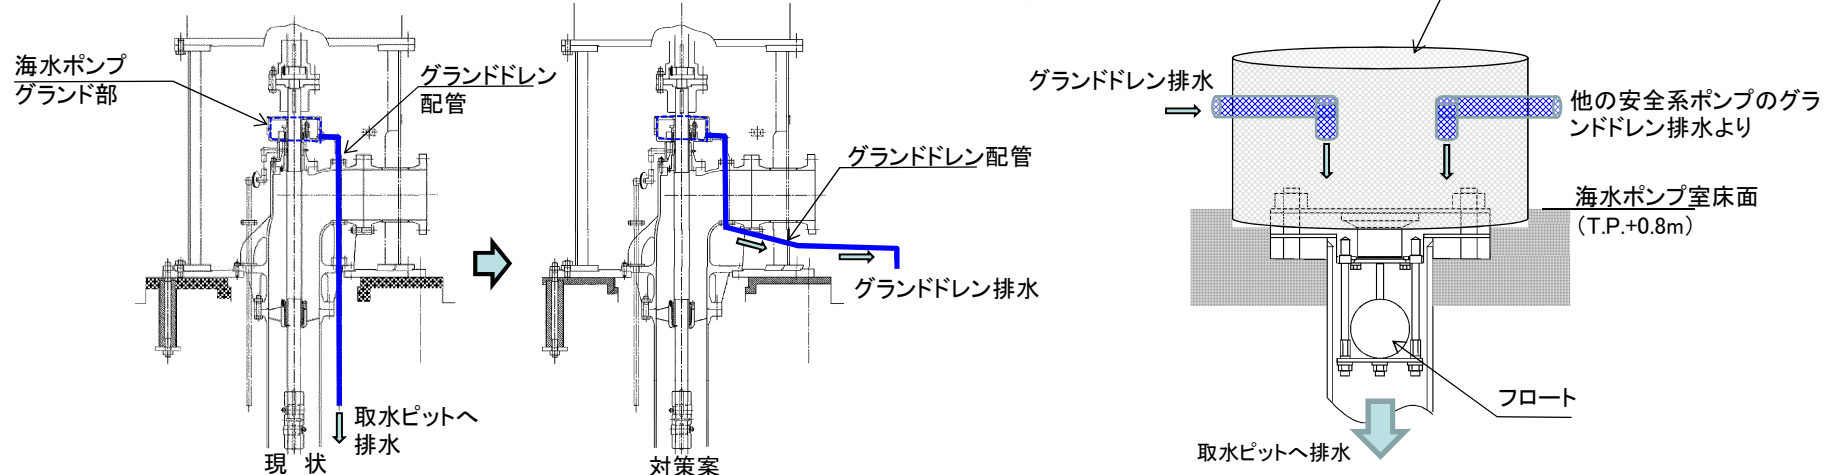 海水ポンプ
グランド部
グランドドレン
配管
取水ピットへ
排水
現 状
グランドドレン配管
グランドドレン排水
対策案
グランドドレン排水
他の安全系ポンプのグラ
ンドドレン排水より
海水ポンプ室床面
(T.P.+0.8m)
フロート
取水ピットへ排水